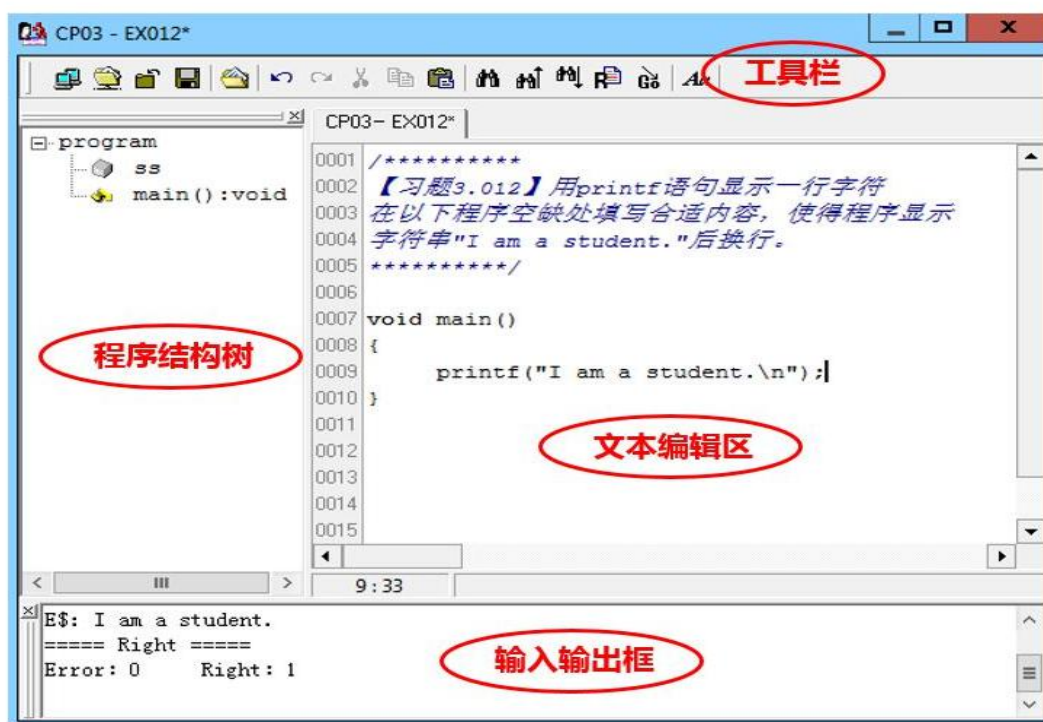 CP03 - EX012*
工具栏
CP03- EX012*
program
ss
main():void
程序结构树
0001 /**********
0002 【习题3.012】用printf语句显示一行字符
0003 在以下程序空缺处填写合适内容，使得程序显示
0004 字符串"I am a student."后换行。
0005 **********/
0006
0007 void main()
0008 {
0009 printf("I am a student.\n");
0010 }
0011
0012
0013
0014
0015
文本编辑区
9:33
E$: I am a student.
===== Right =====
Error: 0 Right: 1
输入输出框